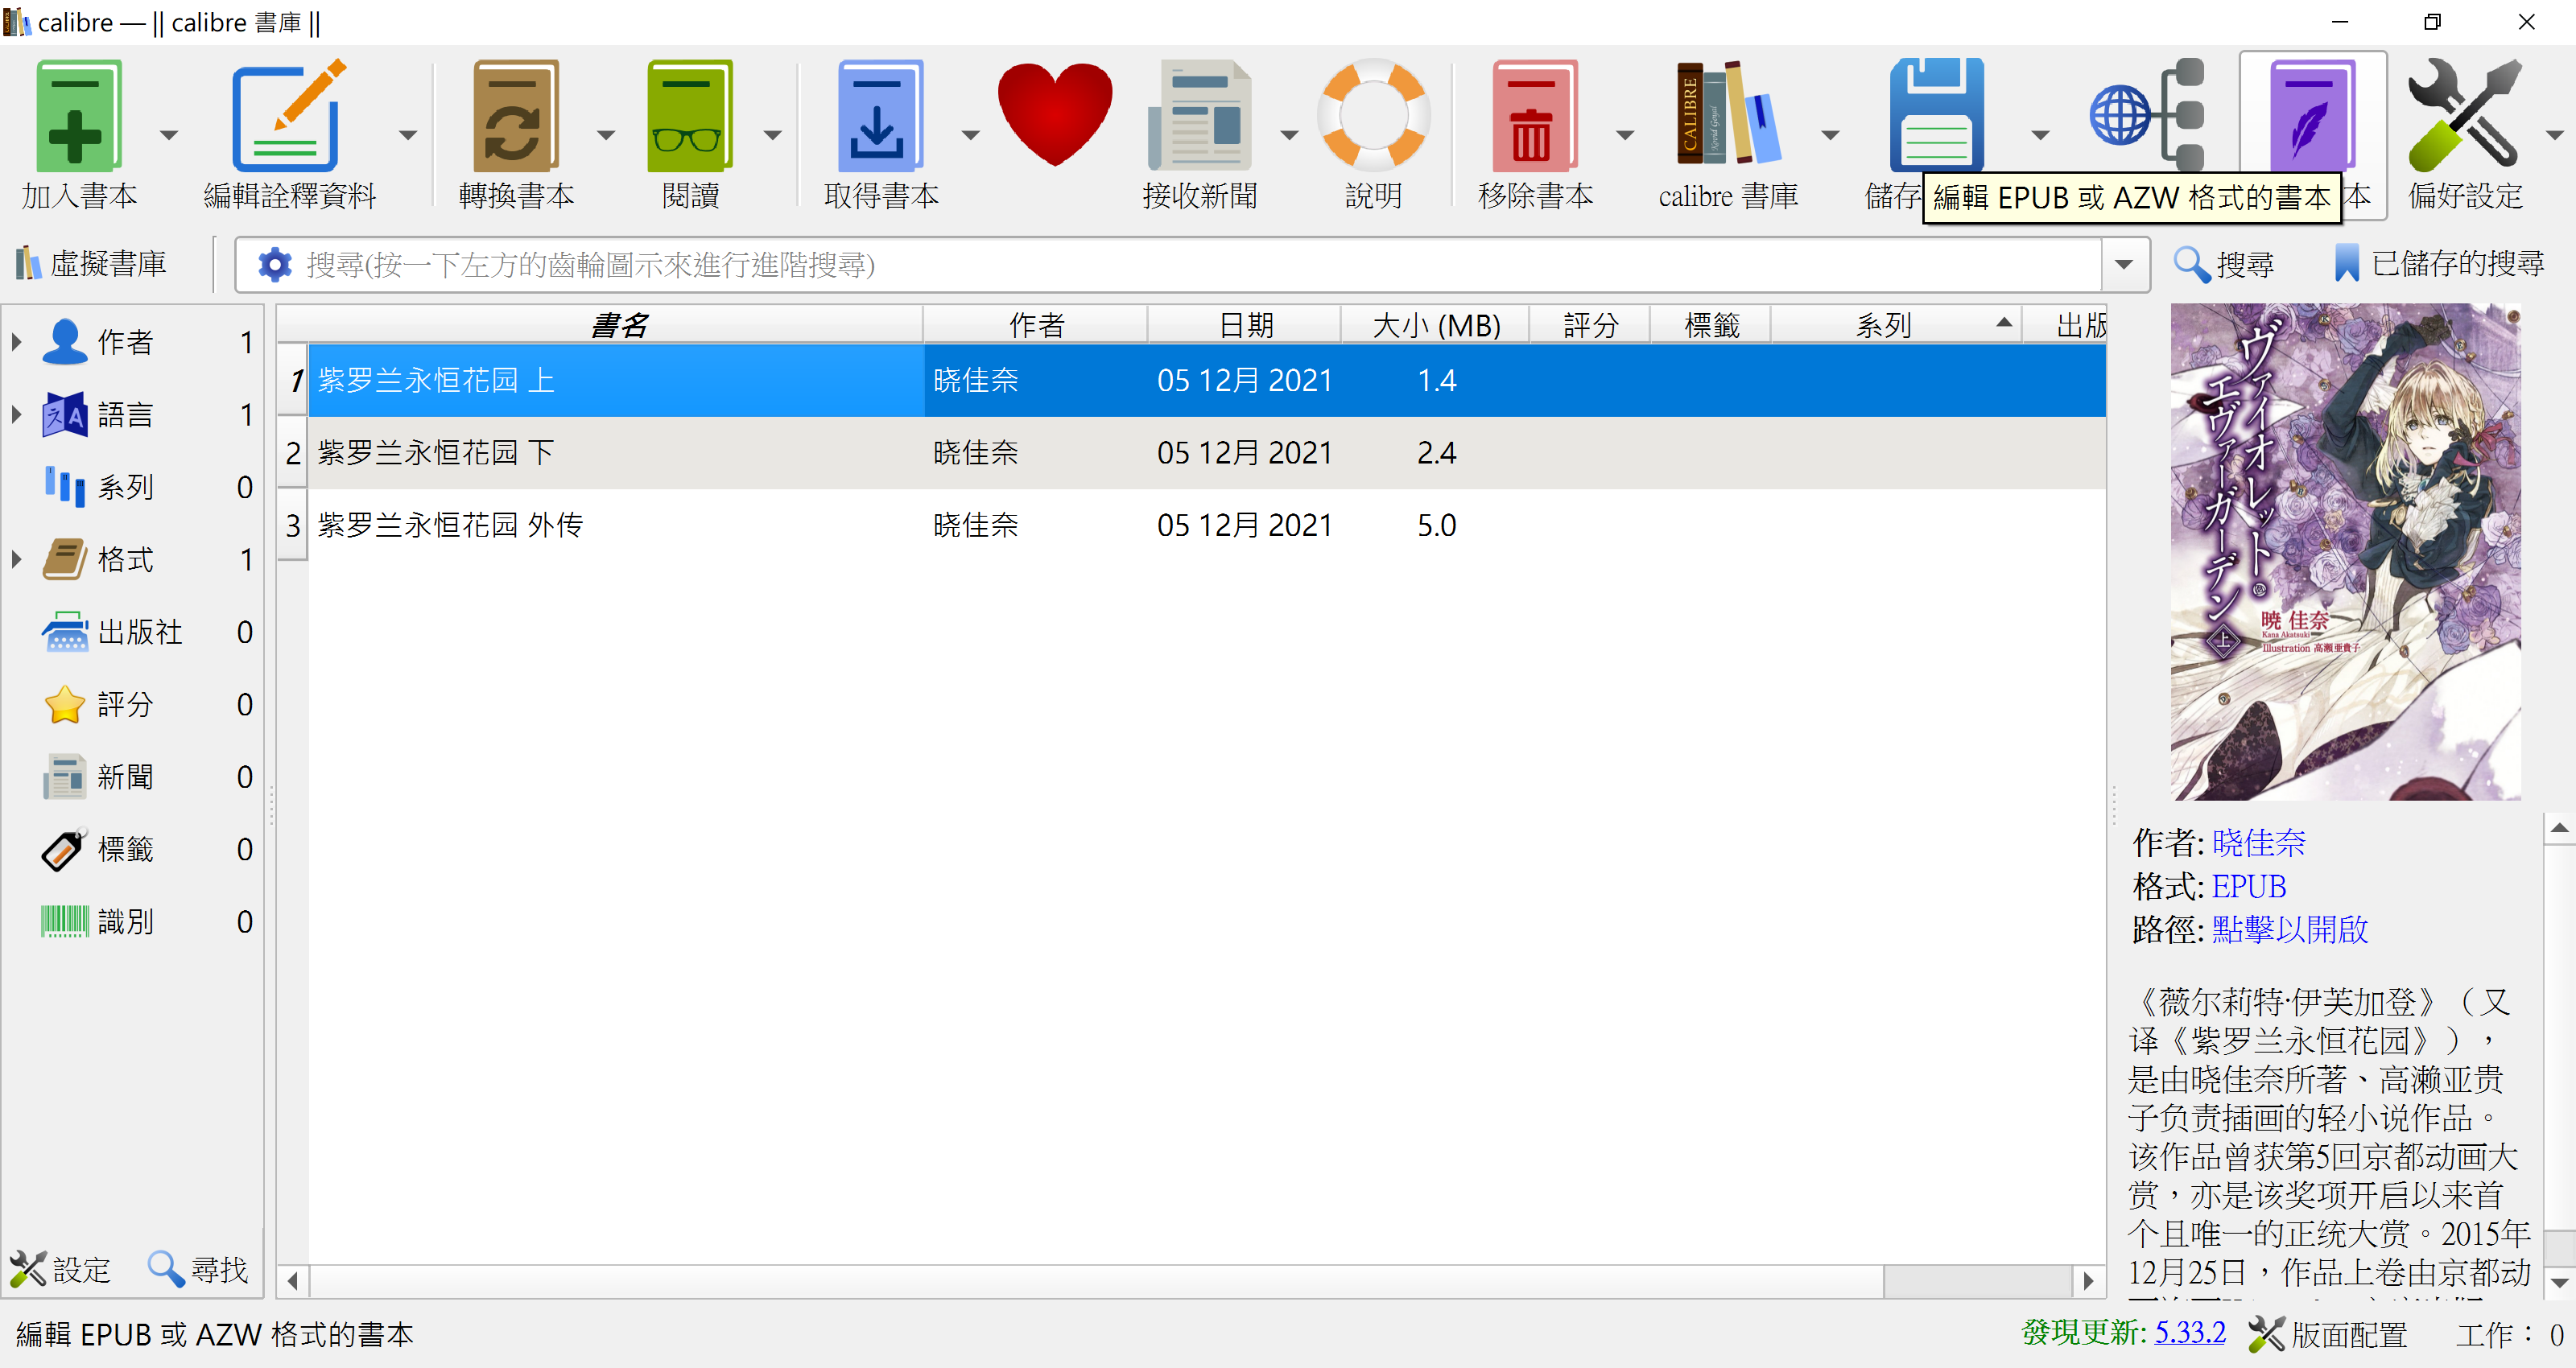 calibre — || calibre 書庫 ||
加入書本
編輯詮釋資料
轉換書本
閱讀
取得書本
接收新聞
說明
移除書本
CALIBRE
Kovid Goyal
calibre 書庫
儲存
本
偏好設定
編輯 EPUB 或 AZW 格式的書本
虛擬書庫
搜尋(按一下左方的齒輪圖示來進行進階搜尋)
搜尋
已儲存的搜尋
作者 1
語言 1
系列 0
格式 1
出版社 0
評分 0
新聞 0
標籤 0
識別 0
設定
尋找
書名 作者 日期 大小 (MB) 評分 標籤 系列 出版
1 紫罗兰永恒花园 上 晓佳奈 05 12月 2021 1.4
2 紫罗兰永恒花园 下 晓佳奈 05 12月 2021 2.4
3 紫罗兰永恒花园 外传 晓佳奈 05 12月 2021 5.0
ヴァイオレット・
エヴァーガーデン
上
暁 佳奈
Kana Akatsuki
Illustration 高瀬亜貴子
作者: 晓佳奈
格式: EPUB
路徑: 點擊以開啟
《薇尔莉特·伊芙加登》（又
译《紫罗兰永恒花园》），
是由晓佳奈所著、高濑亚贵
子负责插画的轻小说作品。
该作品曾获第5回京都动画大
赏，亦是该奖项开启以来首
个且唯一的正统大赏。2015年
12月25日，作品上卷由京都动
編輯 EPUB 或 AZW 格式的書本
發現更新: 5.33.2
版面配置
工作： 0